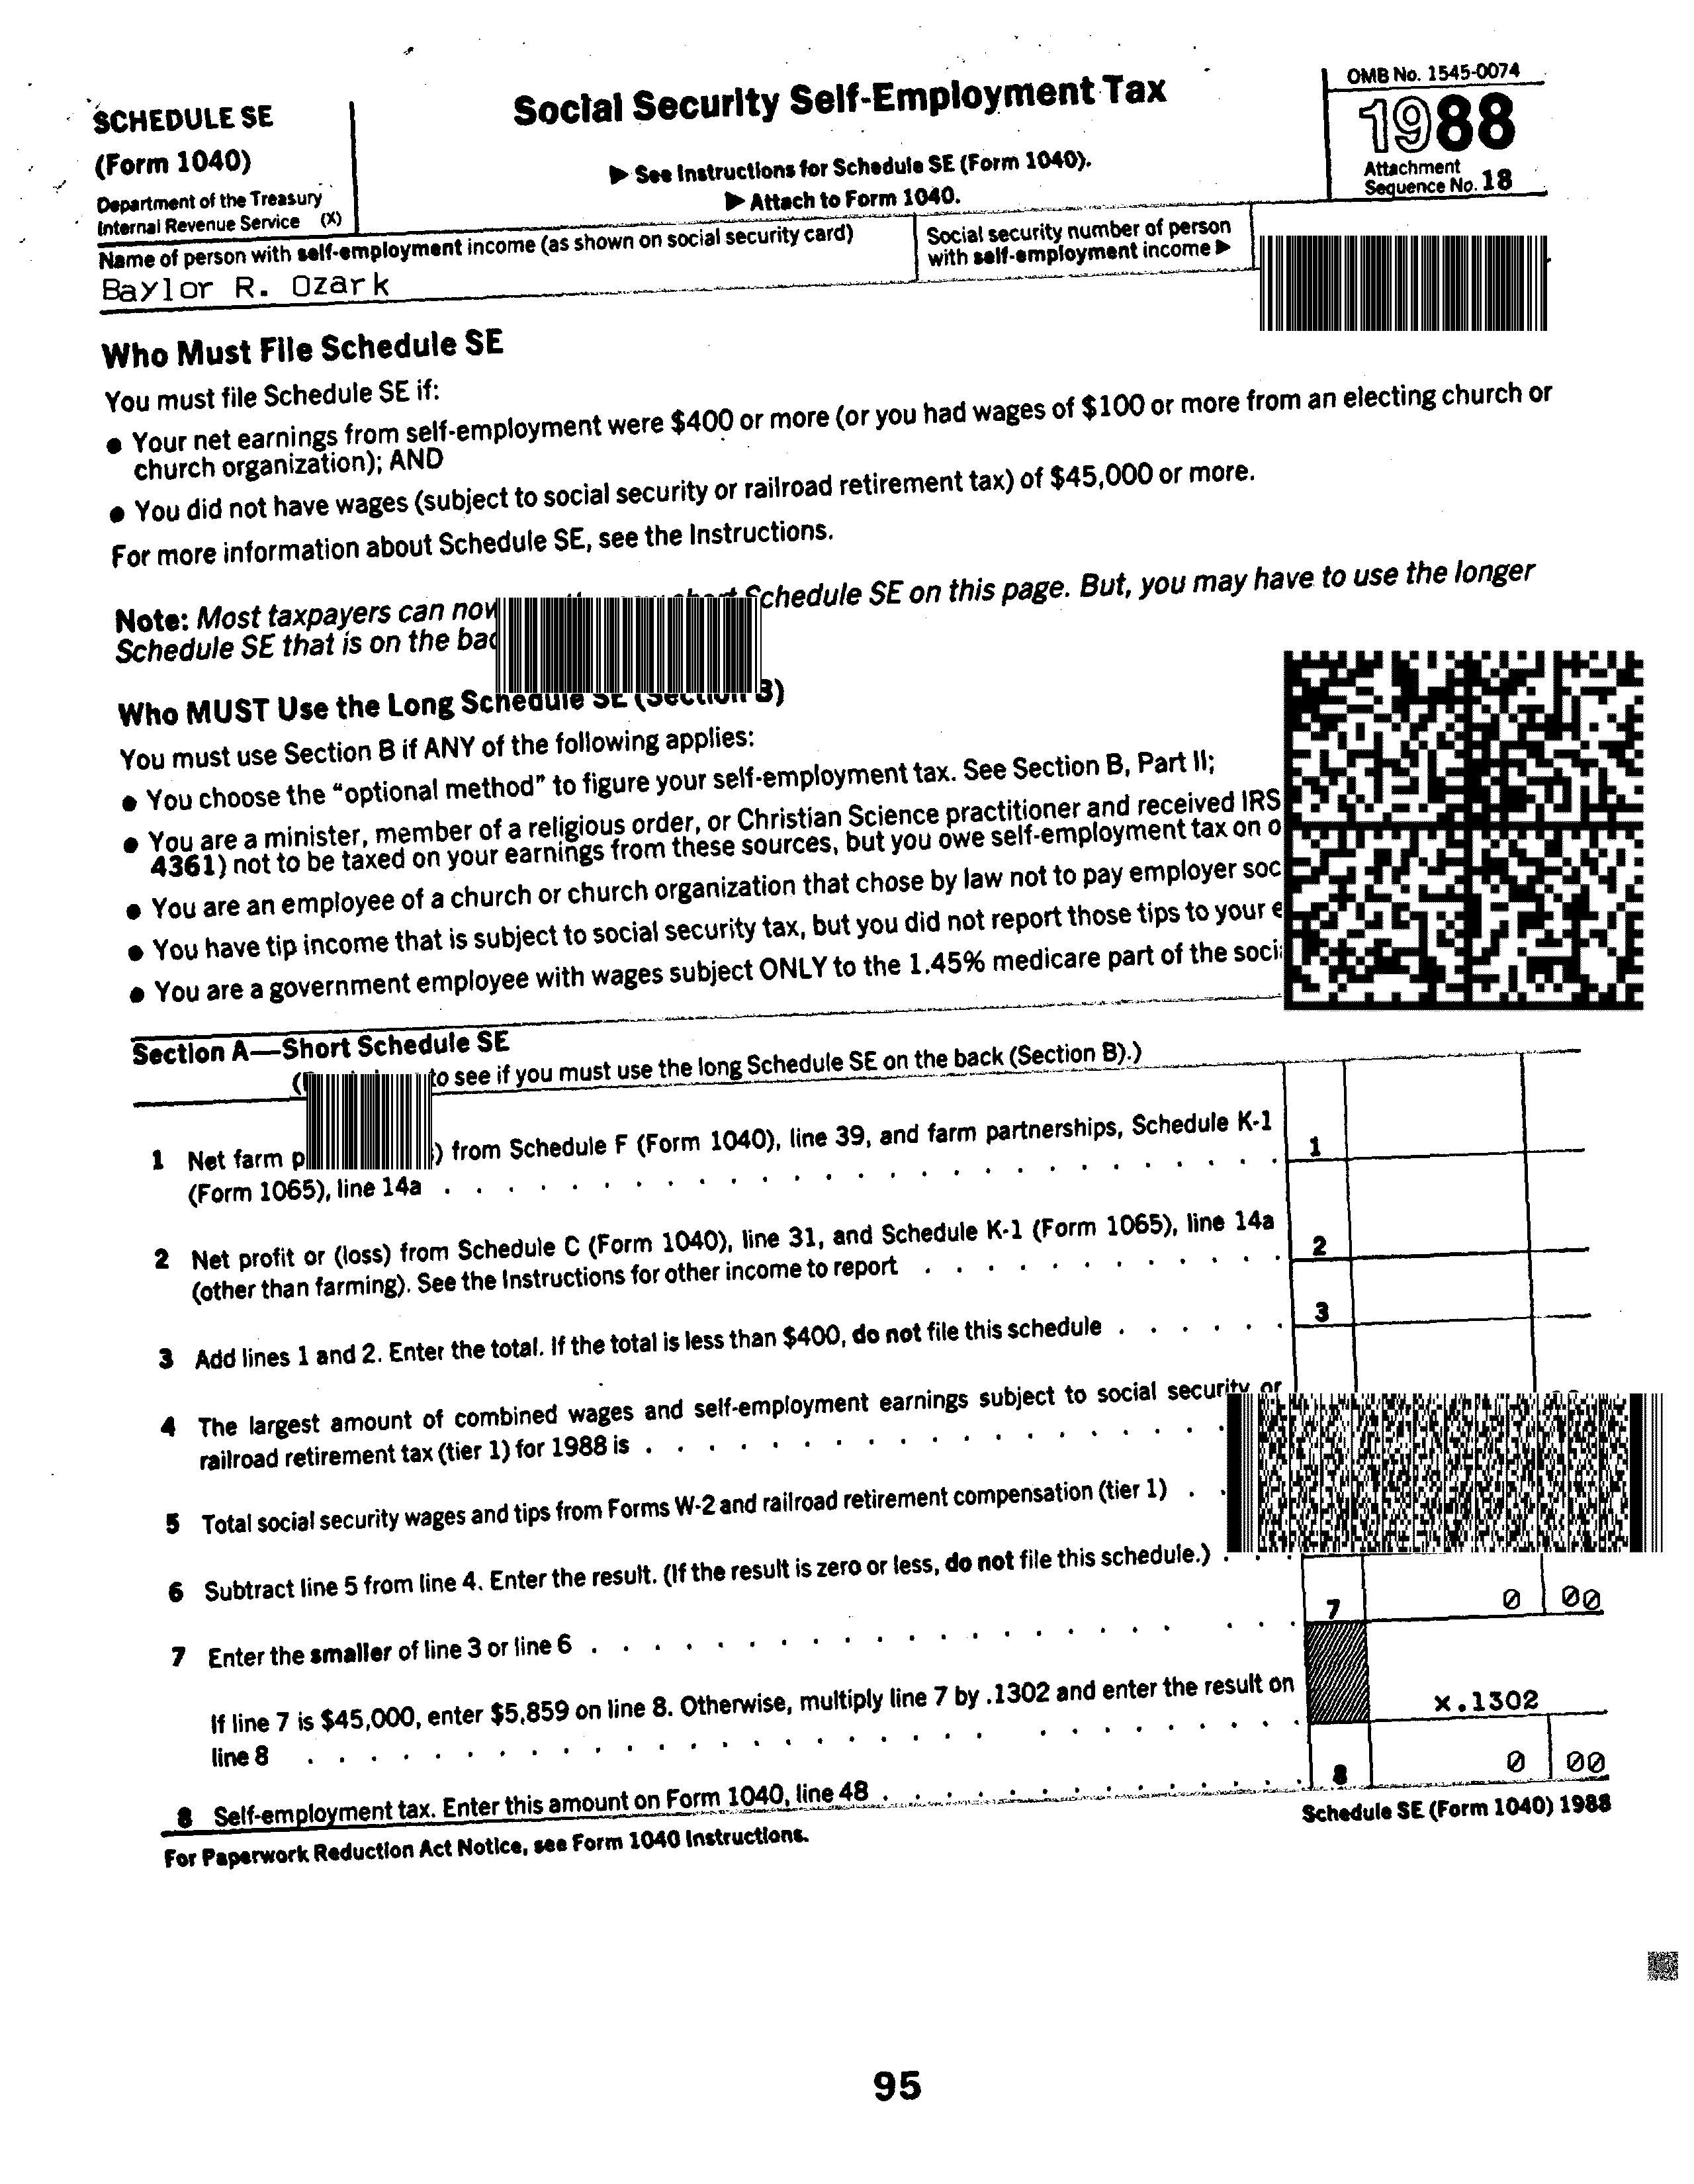 SCHEDULE SE
(Form 1040)
Department of the Treasury
Internal Revenue Service (X)
Social Security Self-Employment Tax
▶ See Instructions for Schedule SE (Form 1040).
▶ Attach to Form 1040.
OMB No. 1545-0074
1988
Attachment
Sequence No. 18
Name of person with self-employment income (as shown on social security card)
Baylor R. Ozark
Social security number of person
with self-employment income ▶
Who Must File Schedule SE
You must file Schedule SE if:
● Your net earnings from self-employment were $400 or more (or you had wages of $100 or more from an electing church or
church organization); AND
● You did not have wages (subject to social security or railroad retirement tax) of $45,000 or more.
For more information about Schedule SE, see the Instructions.
Note: Most taxpayers can now Schedule SE on this page. But, you may have to use the longer
Schedule SE that is on the
Who MUST Use the Long Schedule SE (Section B)
You must use Section B if ANY of the following applies:
● You choose the "optional method" to figure your self-employment tax. See Section B, Part II;
● You are a minister, member of a religious order, or Christian Science practitioner and received IRS
4361) not to be taxed on your earnings from these sources, but you owe self-employment tax on
● You are an employee of a church or church organization that chose by law not to pay employer
● You have tip income that is subject to social security tax, but you did not report those tips to your
● You are a government employee with wages subject ONLY to the 1.45% medicare part of the
Section A—Short Schedule SE
to see if you must use the long Schedule SE on the back (Section B).)
1 Net farm from Schedule F (Form 1040), line 39, and farm partnerships, Schedule K-1
(Form 1065), line 14a
1
2 Net profit or (loss) from Schedule C (Form 1040), line 31, and Schedule K-1 (Form 1065), line 14a
(other than farming). See the Instructions for other income to report
2
3 Add lines 1 and 2. Enter the total. If the total is less than $400, do not file this schedule
3
4 The largest amount of combined wages and self-employment earnings subject to social security or
railroad retirement tax (tier 1) for 1988 is
5 Total social security wages and tips from Forms W-2 and railroad retirement compensation (tier 1)
6 Subtract line 5 from line 4. Enter the result. (If the result is zero or less, do not file this schedule.)
7 Enter the smaller of line 3 or line 6
7 0 00
If line 7 is $45,000, enter $5,859 on line 8. Otherwise, multiply line 7 by .1302 and enter the result on
line 8
x.1302
8 Self-employment tax. Enter this amount on Form 1040, line 48
8 0 00
For Paperwork Reduction Act Notice, see Form 1040 Instructions.
Schedule SE (Form 1040) 1988
95